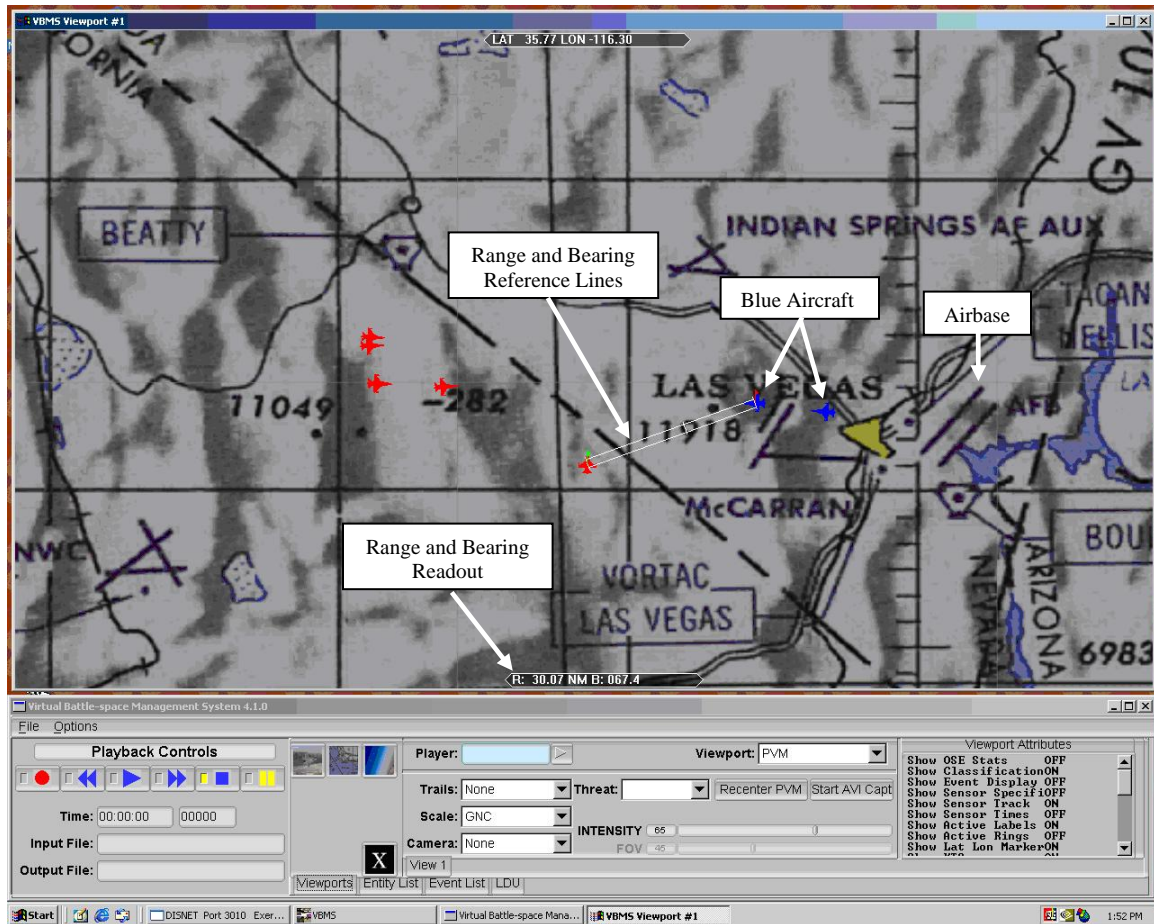 VBMS Viewport #1
LAT 35.77 LON -116.30
ORNIA
GV 10
BEATTY
INDIAN SPRINGS AF AUX
Range and Bearing
Reference Lines
Blue Aircraft
Airbase
TACAN
NELLIS
LAS VEGAS
LA
11049
-282
11918
AFB
McCARRAN
NWC
Range and Bearing
Readout
VORTAC
LAS VEGAS
BOUL
NEVADA
ARIZONA
6983
R: 30.07 NM B: 067.4
Virtual Battle-space Management System 4.1.0
File Options
Playback Controls
Time: 00:00:00 00000
Input File:
Output File:
X
Player:
Viewport: PVM
Trails: None
Threat:
Recenter PVM
Start AVI Capt
Scale: GNC
INTENSITY 65
Camera: None
FOV 45
View 1
Viewports Entity List Event List LDU
Viewport Attributes
Show OSE Stats OFF
Show ClassificationON
Show Event Display OFF
Show Sensor SpecifiOFF
Show Sensor Track ON
Show Sensor Times OFF
Show Active Labels ON
Show Active Rings OFF
Show Lat Lon MarkerON
Start
DISNET Port 3010 Exer...
VBMS
Virtual Battle-space Mana...
VBMS Viewport #1
1:52 PM